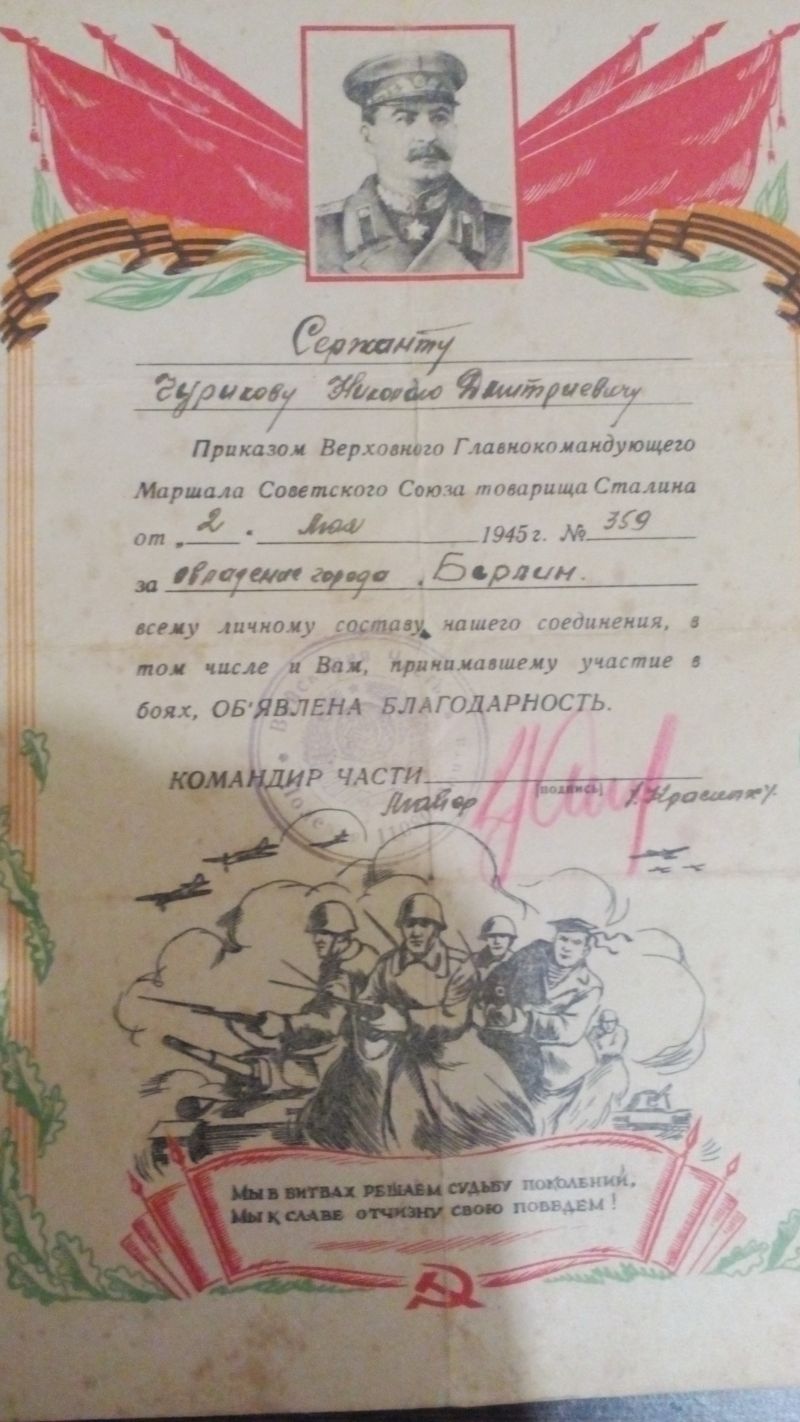 Сержанту
Чурикову Николаю Дмитриевичу
Приказом Верховного Главнокомандующего
Маршала Советского Союза товарища Сталина
от „2" Мая 1945 г. № 359
за овладение города Берлин.
всему личному составу нашего соединения, в
том числе и Вам, принимавшему участие в
боях, ОБ'ЯВЛЕНА БЛАГОДАРНОСТЬ.
КОМАНДИР ЧАСТИ
[подпись]
Майор
Мы в битвах решаем судьбу поколений,
Мы к славе отчизну свою поведем!